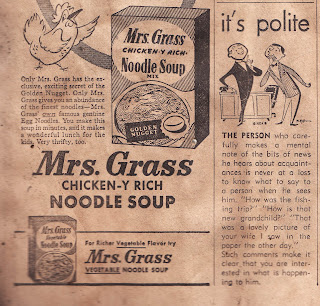 Mrs. Grass
CHICKEN-Y-RICH
Noodle Soup
MIX
GOLDEN
NUGGET
Only Mrs. Grass has the ex-
clusive, exciting secret of the
Golden Nugget. Only Mrs.
Grass gives you an abundance
of the finest noodles—Mrs.
Grass' own famous genuine
Egg Noodles. You make this
soup in minutes, and it makes
a wonderful lunch for the
kids. Very thrifty, too.
Mrs. Grass
CHICKEN-Y RICH
NOODLE SOUP
Mrs. Grass
Vegetable
Noodle Soup
For Richer Vegetable Flavor try
Mrs. Grass
VEGETABLE NOODLE SOUP
it's polite
THE PERSON who care-
fully makes a mental
note of the bits of news
he hears about acquaint-
ances is never at a loss
to know what to say to
a person when he sees
him. "How was the fish-
ing trip?" "How is that
new grandchild?" "That
was a lovely picture of
your wife I saw in the
paper the other day."
Such comments make it
clear that you are inter-
ested in what is happen-
ing to him.